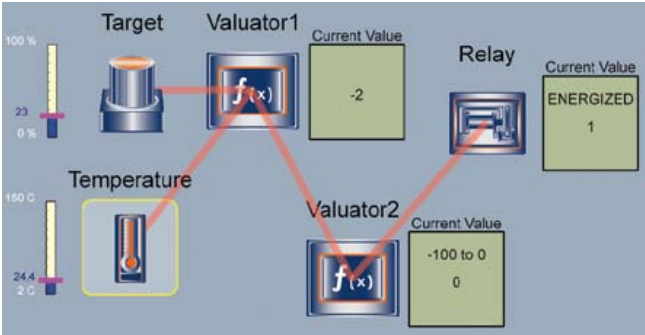 Target
Valuator1
100 %
23
0 %
f(x)
Current Value
-2
Relay
Current Value
ENERGIZED
1
Temperature
150 C
24.4
2 C
Valuator2
f(x)
Current Value
-100 to 0
0